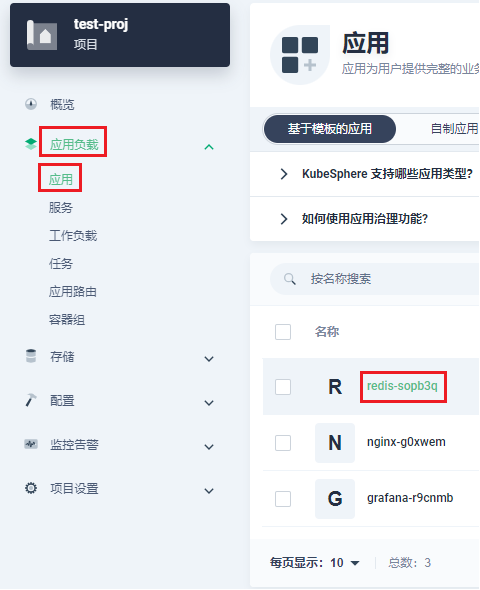 test-proj
项目
概览
应用负载
应用
服务
工作负载
任务
应用路由
容器组
存储
配置
监控告警
项目设置
应用
应用为用户提供完整的业务
基于模板的应用
自制应用
KubeSphere 支持哪些应用类型?
如何使用应用治理功能?
按名称搜索
名称
R redis-sopb3q
N nginx-g0xwem
G grafana-r9cnmb
每页显示: 10
总数: 3